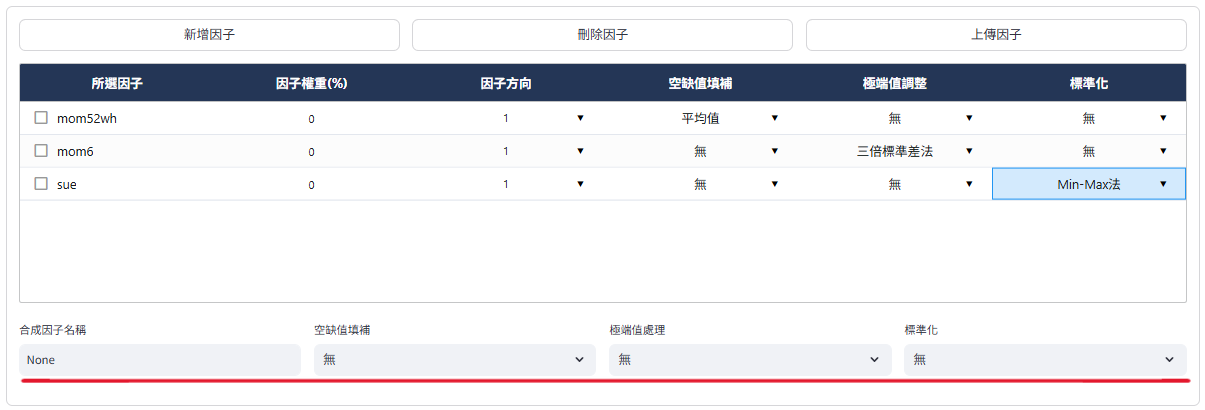 新增因子 刪除因子 上傳因子
所選因子 因子權重(%) 因子方向 空缺值填補 極端值調整 標準化
mom52wh 0 1 平均值 無 無
mom6 0 1 無 三倍標準差法 無
sue 0 1 無 無 Min-Max法
合成因子名稱 空缺值填補 極端值處理 標準化
None 無 無 無